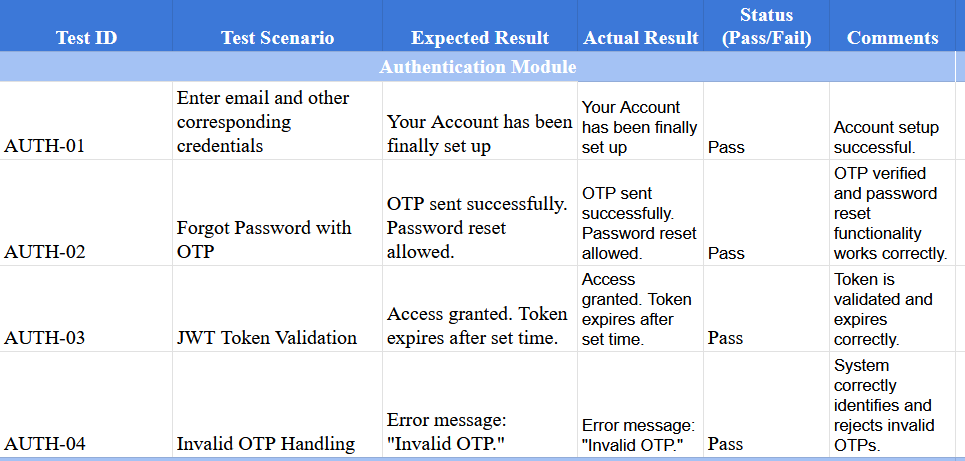 Test ID
Test Scenario
Expected Result
Actual Result
Status
(Pass/Fail)
Comments
Authentication Module
AUTH-01
Enter email and other
corresponding
credentials
Your Account has been
finally set up
Your Account
has been finally
set up
Pass
Account setup
successful.
AUTH-02
Forgot Password with
OTP
OTP sent successfully.
Password reset
allowed.
OTP sent
successfully.
Password reset
allowed.
Pass
OTP verified
and password
reset
functionality
works correctly.
AUTH-03
JWT Token Validation
Access granted. Token
expires after set time.
Access
granted. Token
expires after
set time.
Pass
Token is
validated and
expires
correctly.
AUTH-04
Invalid OTP Handling
Error message:
"Invalid OTP."
Error message:
"Invalid OTP."
Pass
System
correctly
identifies and
rejects invalid
OTPs.